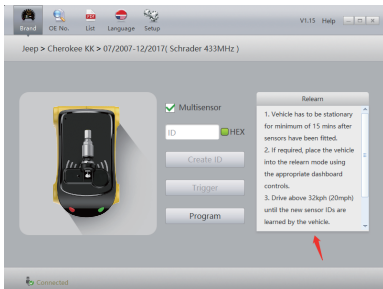 V1.15 Help
Brand OE No. List Language Setup
Jeep > Cherokee KK > 07/2007-12/2017( Schrader 433MHz )
Multisensor
ID HEX
Create ID
Trigger
Program
Relearn
1. Vehicle has to be stationary
for minimum of 15 mins after
sensors have been fitted.
2. If required, place the vehicle
into the relearn mode using
the appropriate dashboard
controls.
3. Drive above 32kph (20mph)
until the new sensor IDs are
learned by the vehicle.
Connected